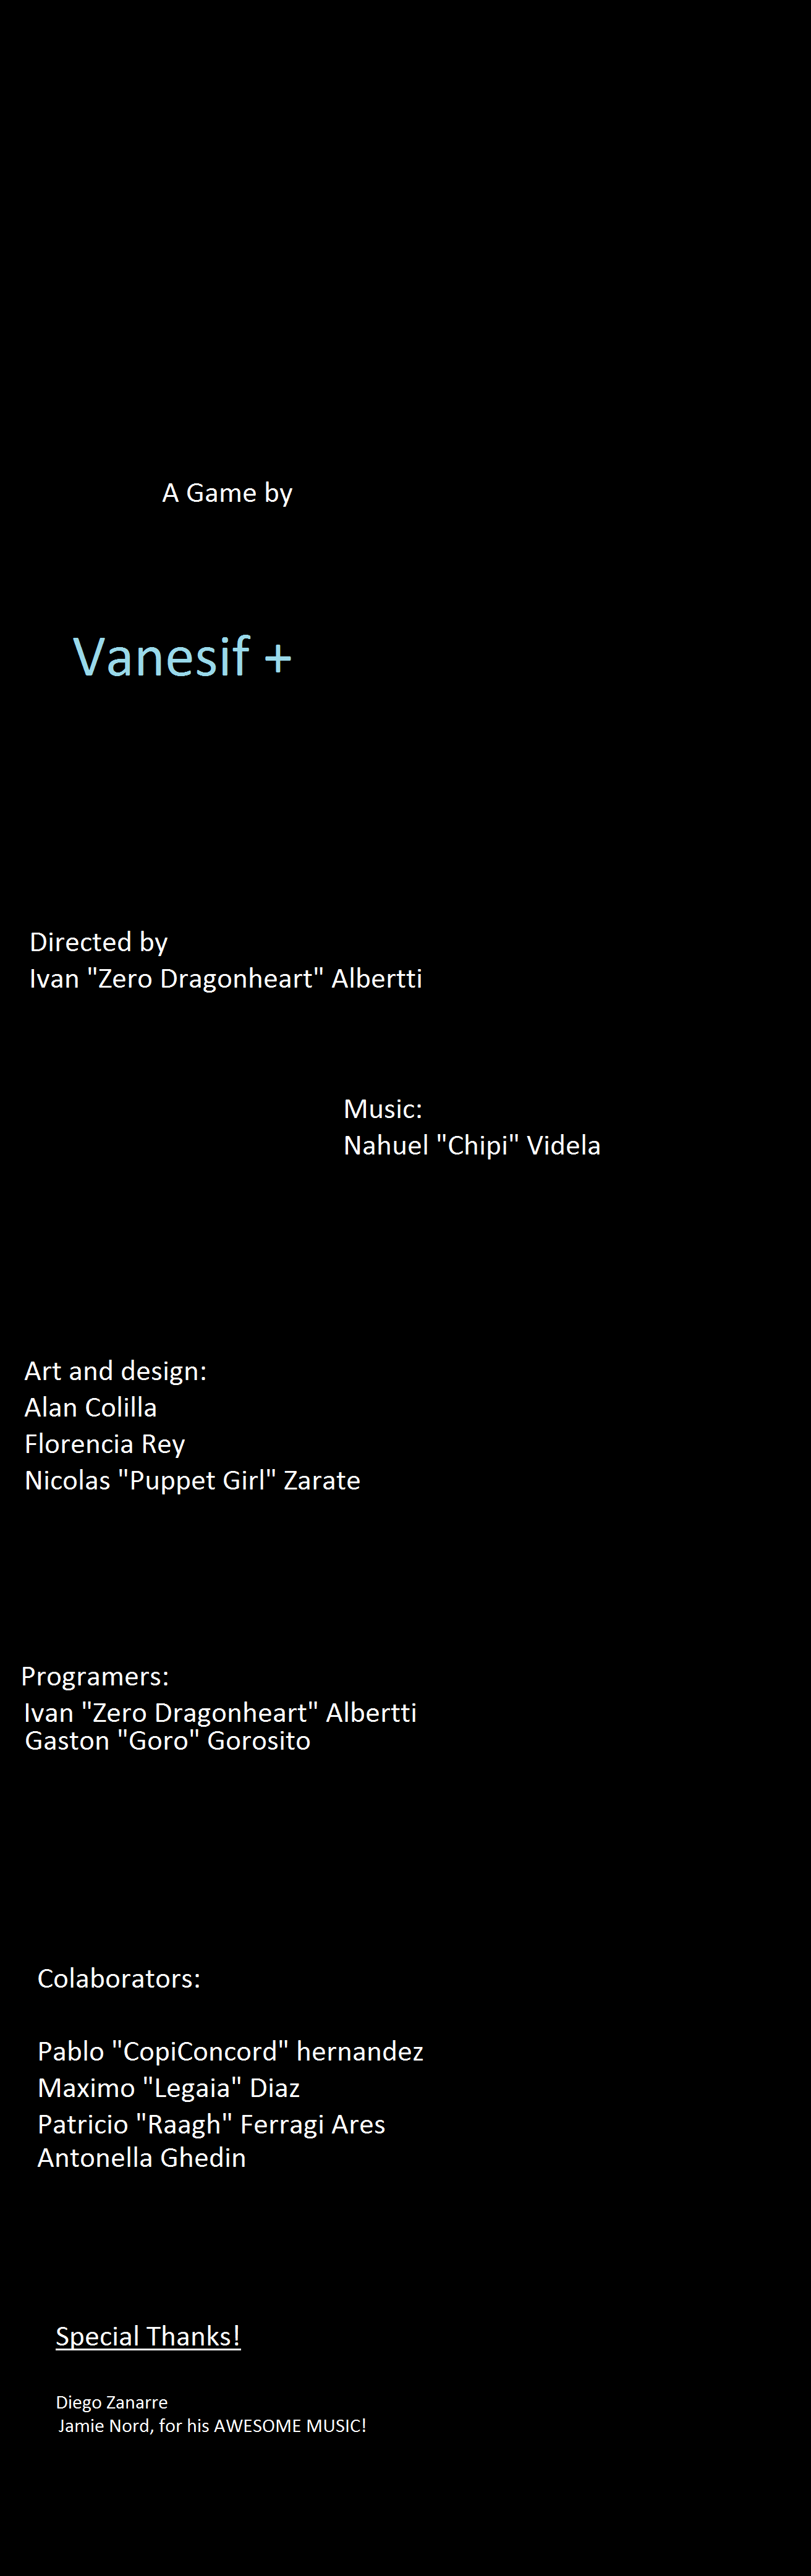 A Game by
Vanesif +
Directed by
Ivan "Zero Dragonheart" Albertti
Music:
Nahuel "Chipi" Videla
Art and design:
Alan Colilla
Florencia Rey
Nicolas "Puppet Girl" Zarate
Programers:
Ivan "Zero Dragonheart" Albertti
Gaston "Goro" Gorosito
Colaborators:
Pablo "CopiConcord" hernandez
Maximo "Legaia" Diaz
Patricio "Raagh" Ferragi Ares
Antonella Ghedin
Special Thanks!
Diego Zanarre
Jamie Nord, for his AWESOME MUSIC!